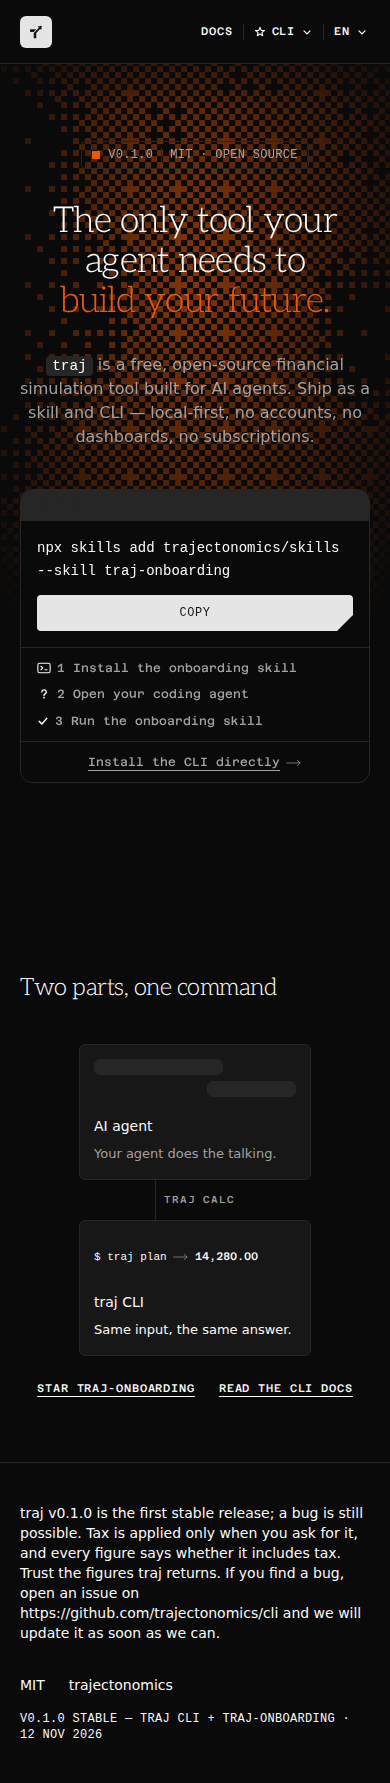 DOCS
CLI
EN
V0.1.0 MIT · OPEN SOURCE
The only tool your
agent needs to
build your future.
traj is a free, open-source financial
simulation tool built for AI agents. Ship as a
skill and CLI — local-first, no accounts, no
dashboards, no subscriptions.
npx skills add trajectonomics/skills
--skill traj-onboarding
COPY
1 Install the onboarding skill
? 2 Open your coding agent
3 Run the onboarding skill
Install the CLI directly →
Two parts, one command
AI agent
Your agent does the talking.
TRAJ CALC
$ traj plan → 14,280.00
traj CLI
Same input, the same answer.
STAR TRAJ-ONBOARDING
READ THE CLI DOCS
traj v0.1.0 is the first stable release; a bug is still
possible. Tax is applied only when you ask for it,
and every figure says whether it includes tax.
Trust the figures traj returns. If you find a bug,
open an issue on
https://github.com/trajectonomics/cli and we will
update it as soon as we can.
MIT trajectonomics
V0.1.0 STABLE — TRAJ CLI + TRAJ-ONBOARDING ·
12 NOV 2026